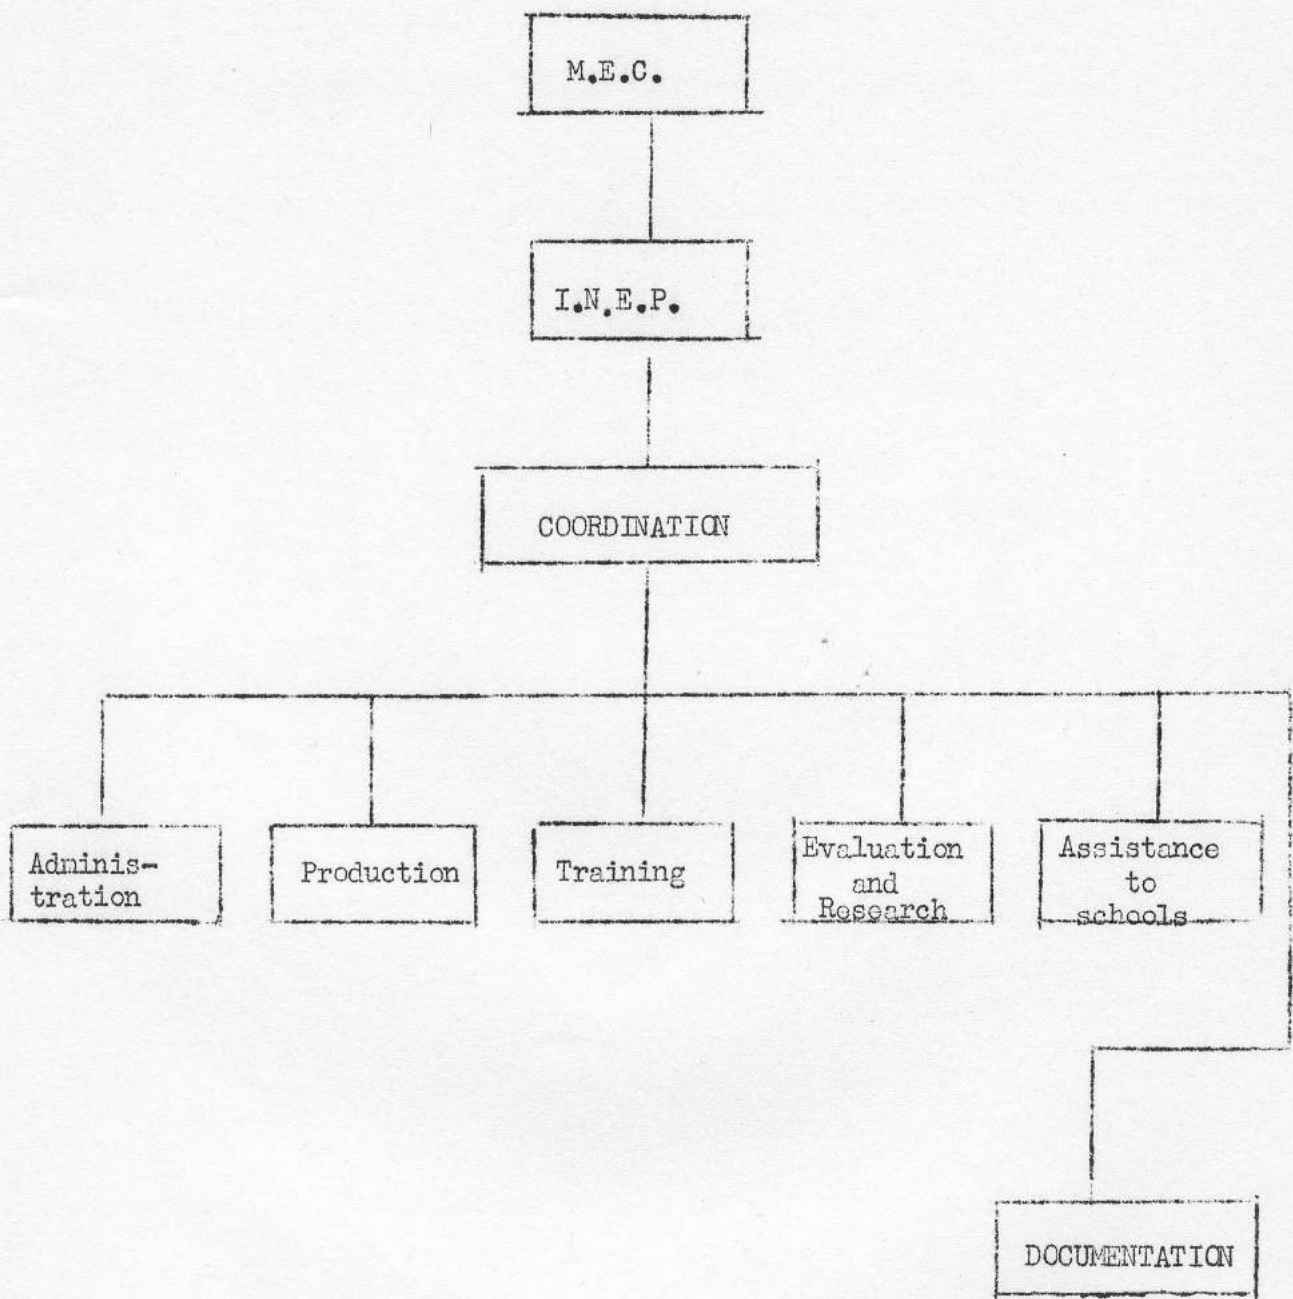 M.E.C.
I.N.E.P.
COORDINATION
Adminis-
tration
Production
Training
Evaluation
and
Research
Assistance
to
schools
DOCUMENTATION